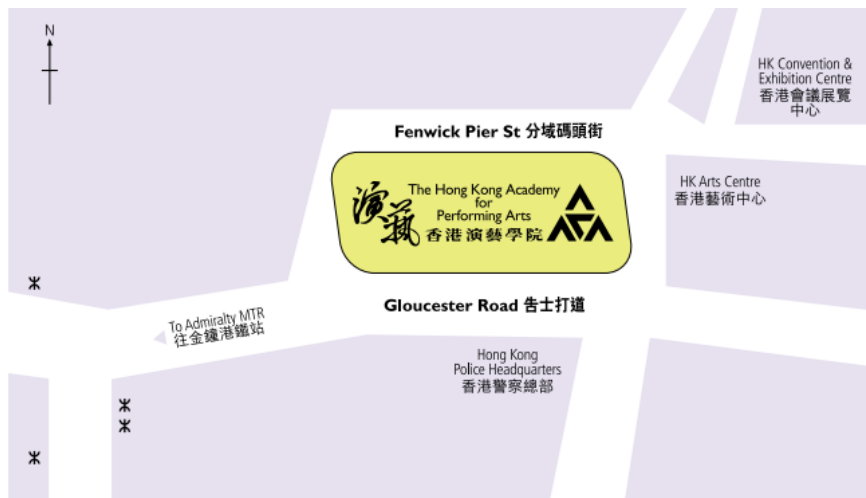 N
HK Convention &
Exhibition Centre
香港會議展覽
中心
Fenwick Pier St 分域碼頭街
演藝
The Hong Kong Academy
for
Performing Arts
香港演藝學院
HK Arts Centre
香港藝術中心
Gloucester Road 告士打道
To Admiralty MTR
往金鐘港鐵站
Hong Kong
Police Headquarters
香港警察總部